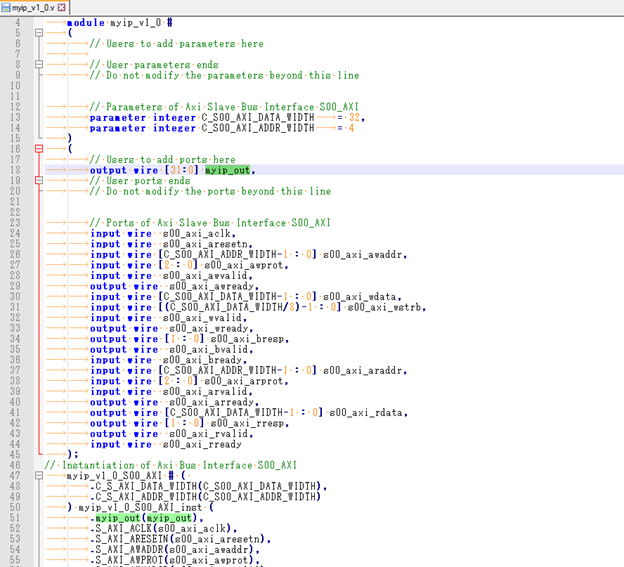 myip_v1_0.v
4 module myip_v1_0 #
5 (
6 // Users to add parameters here
7
8 // User parameters ends
9 // Do not modify the parameters beyond this line
10
11
12 // Parameters of Axi Slave Bus Interface S00_AXI
13 parameter integer C_S00_AXI_DATA_WIDTH = 32,
14 parameter integer C_S00_AXI_ADDR_WIDTH = 4
15 )
16 (
17 // Users to add ports here
18 output wire [31:0] myip_out,
19 // User ports ends
20 // Do not modify the ports beyond this line
21
22
23 // Ports of Axi Slave Bus Interface S00_AXI
24 input wire s00_axi_aclk,
25 input wire s00_axi_aresetn,
26 input wire [C_S00_AXI_ADDR_WIDTH-1 : 0] s00_axi_awaddr,
27 input wire [2 : 0] s00_axi_awprot,
28 input wire s00_axi_awvalid,
29 output wire s00_axi_awready,
30 input wire [C_S00_AXI_DATA_WIDTH-1 : 0] s00_axi_wdata,
31 input wire [(C_S00_AXI_DATA_WIDTH/8)-1 : 0] s00_axi_wstrb,
32 input wire s00_axi_wvalid,
33 output wire s00_axi_wready,
34 output wire [1 : 0] s00_axi_bresp,
35 output wire s00_axi_bvalid,
36 input wire s00_axi_bready,
37 input wire [C_S00_AXI_ADDR_WIDTH-1 : 0] s00_axi_araddr,
38 input wire [2 : 0] s00_axi_arprot,
39 input wire s00_axi_arvalid,
40 output wire s00_axi_arready,
41 output wire [C_S00_AXI_DATA_WIDTH-1 : 0] s00_axi_rdata,
42 output wire [1 : 0] s00_axi_rresp,
43 output wire s00_axi_rvalid,
44 input wire s00_axi_rready
45 );
46 // Instantiation of Axi Bus Interface S00_AXI
47 myip_v1_0_S00_AXI # (
48 .C_S_AXI_DATA_WIDTH(C_S00_AXI_DATA_WIDTH),
49 .C_S_AXI_ADDR_WIDTH(C_S00_AXI_ADDR_WIDTH)
50 ) myip_v1_0_S00_AXI_inst (
51 .myip_out(myip_out),
52 .S_AXI_ACLK(s00_axi_aclk),
53 .S_AXI_ARESETN(s00_axi_aresetn),
54 .S_AXI_AWADDR(s00_axi_awaddr),
55 .S_AXI_AWPROT(s00_axi_awprot),